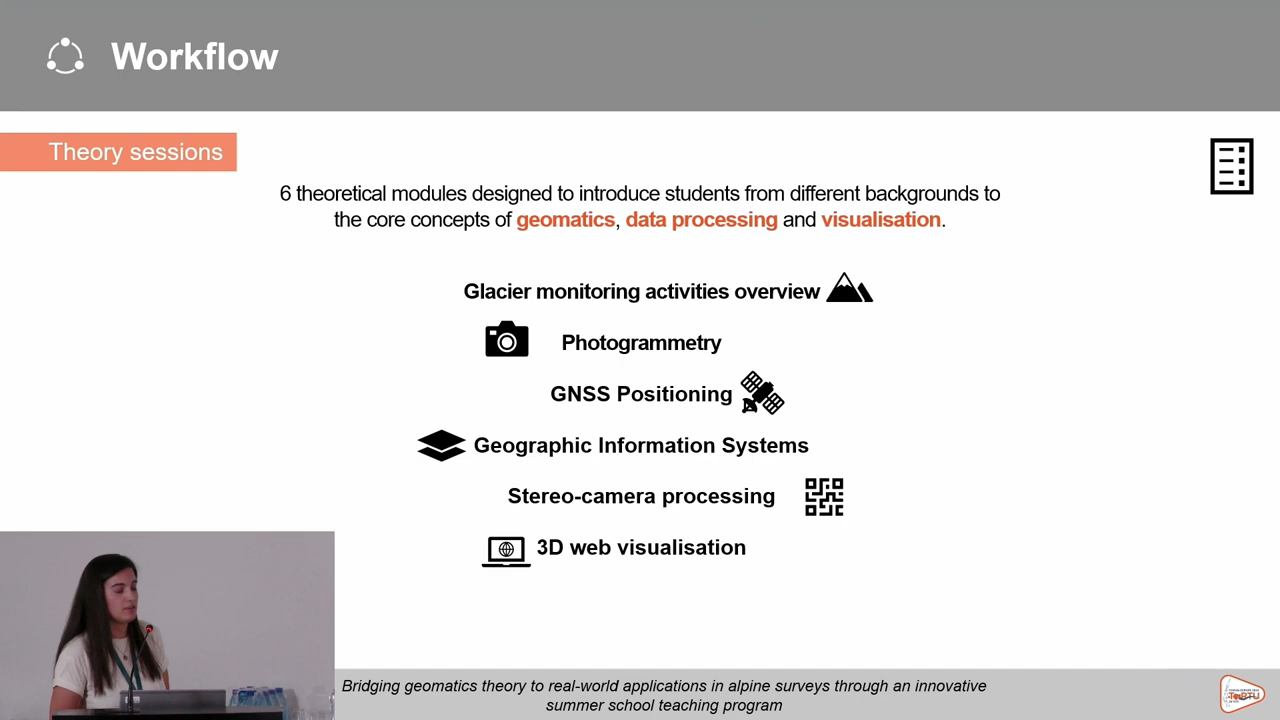 Workflow
Theory sessions
6 theoretical modules designed to introduce students from different backgrounds to
the core concepts of geomatics, data processing and visualisation.
Glacier monitoring activities overview
Photogrammetry
GNSS Positioning
Geographic Information Systems
Stereo-camera processing
3D web visualisation
Bridging geomatics theory to real-world applications in alpine surveys through an innovative
summer school teaching program